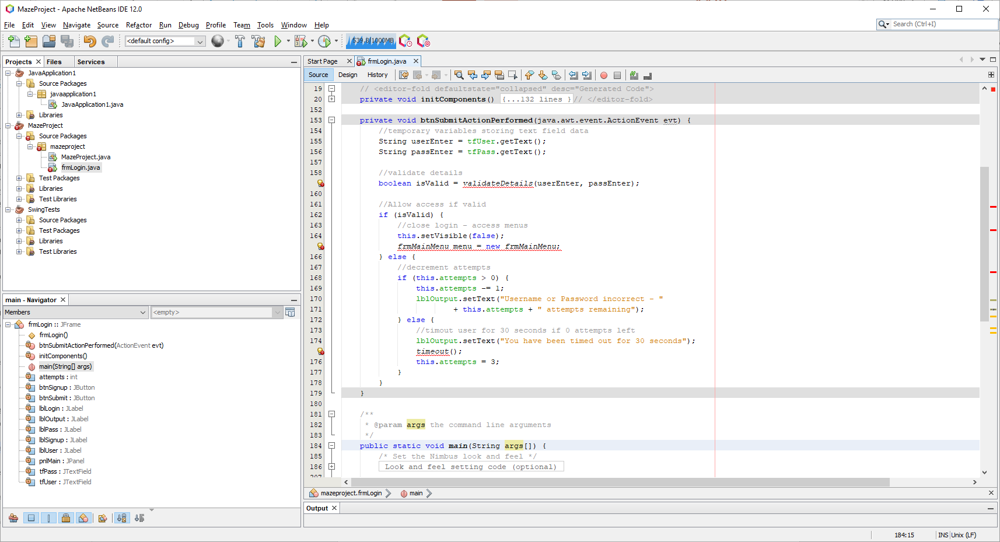 MazeProject - Apache NetBeans IDE 12.0
File Edit View Navigate Source Refactor Run Debug Profile Team Tools Window Help
Search (Ctrl+I)
<default config>
539.8/1000MB
Projects Files Services
JavaApplication1
Source Packages
javaapplication1
JavaApplication1.java
Libraries
MazeProject
Source Packages
mazeproject
MazeProject.java
frmLogin.java
Test Packages
Libraries
Test Libraries
SwingTests
Source Packages
Test Packages
Libraries
Test Libraries
main - Navigator
Members
<empty>
frmLogin :: JFrame
frmLogin()
btnSubmitActionPerformed(ActionEvent evt)
initComponents()
main(String[] args)
attempts : int
btnSignup : JButton
btnSubmit : JButton
lblLogin : JLabel
lblOutput : JLabel
lblPass : JLabel
lblSignup : JLabel
lblUser : JLabel
pnlMain : JPanel
tfPass : JTextField
tfUser : JTextField
Start Page frmLogin.java
Source Design History
19 // <editor-fold defaultstate="collapsed" desc="Generated Code">
20 private void initComponents() {...132 lines }// </editor-fold>
152
153 private void btnSubmitActionPerformed(java.awt.event.ActionEvent evt) {
154 //temporary variables storing text field data
155 String userEnter = tfUser.getText();
156 String passEnter = tfPass.getText();
157
158 //validate details
boolean isValid = validateDetails(userEnter, passEnter);
160
161 //Allow access if valid
162 if (isValid) {
163 //close login - access menus
164 this.setVisible(false);
frmMainMenu menu = new frmMainMenu;
166 } else {
167 //decrement attempts
168 if (this.attempts > 0) {
169 this.attempts -= 1;
170 lblOutput.setText("Username or Password incorrect - "
171 + this.attempts + " attempts remaining");
172 } else {
173 //timout user for 30 seconds if 0 attempts left
174 lblOutput.setText("You have been timed out for 30 seconds");
timeout();
176 this.attempts = 3;
177 }
178 }
179 }
180
181 /**
182 * @param args the command line arguments
183 */
184 public static void main(String args[]) {
185 /* Set the Nimbus look and feel */
186 Look and feel setting code (optional)
207
mazeproject.frmLogin main
Output
184:15 INS Unix (LF)